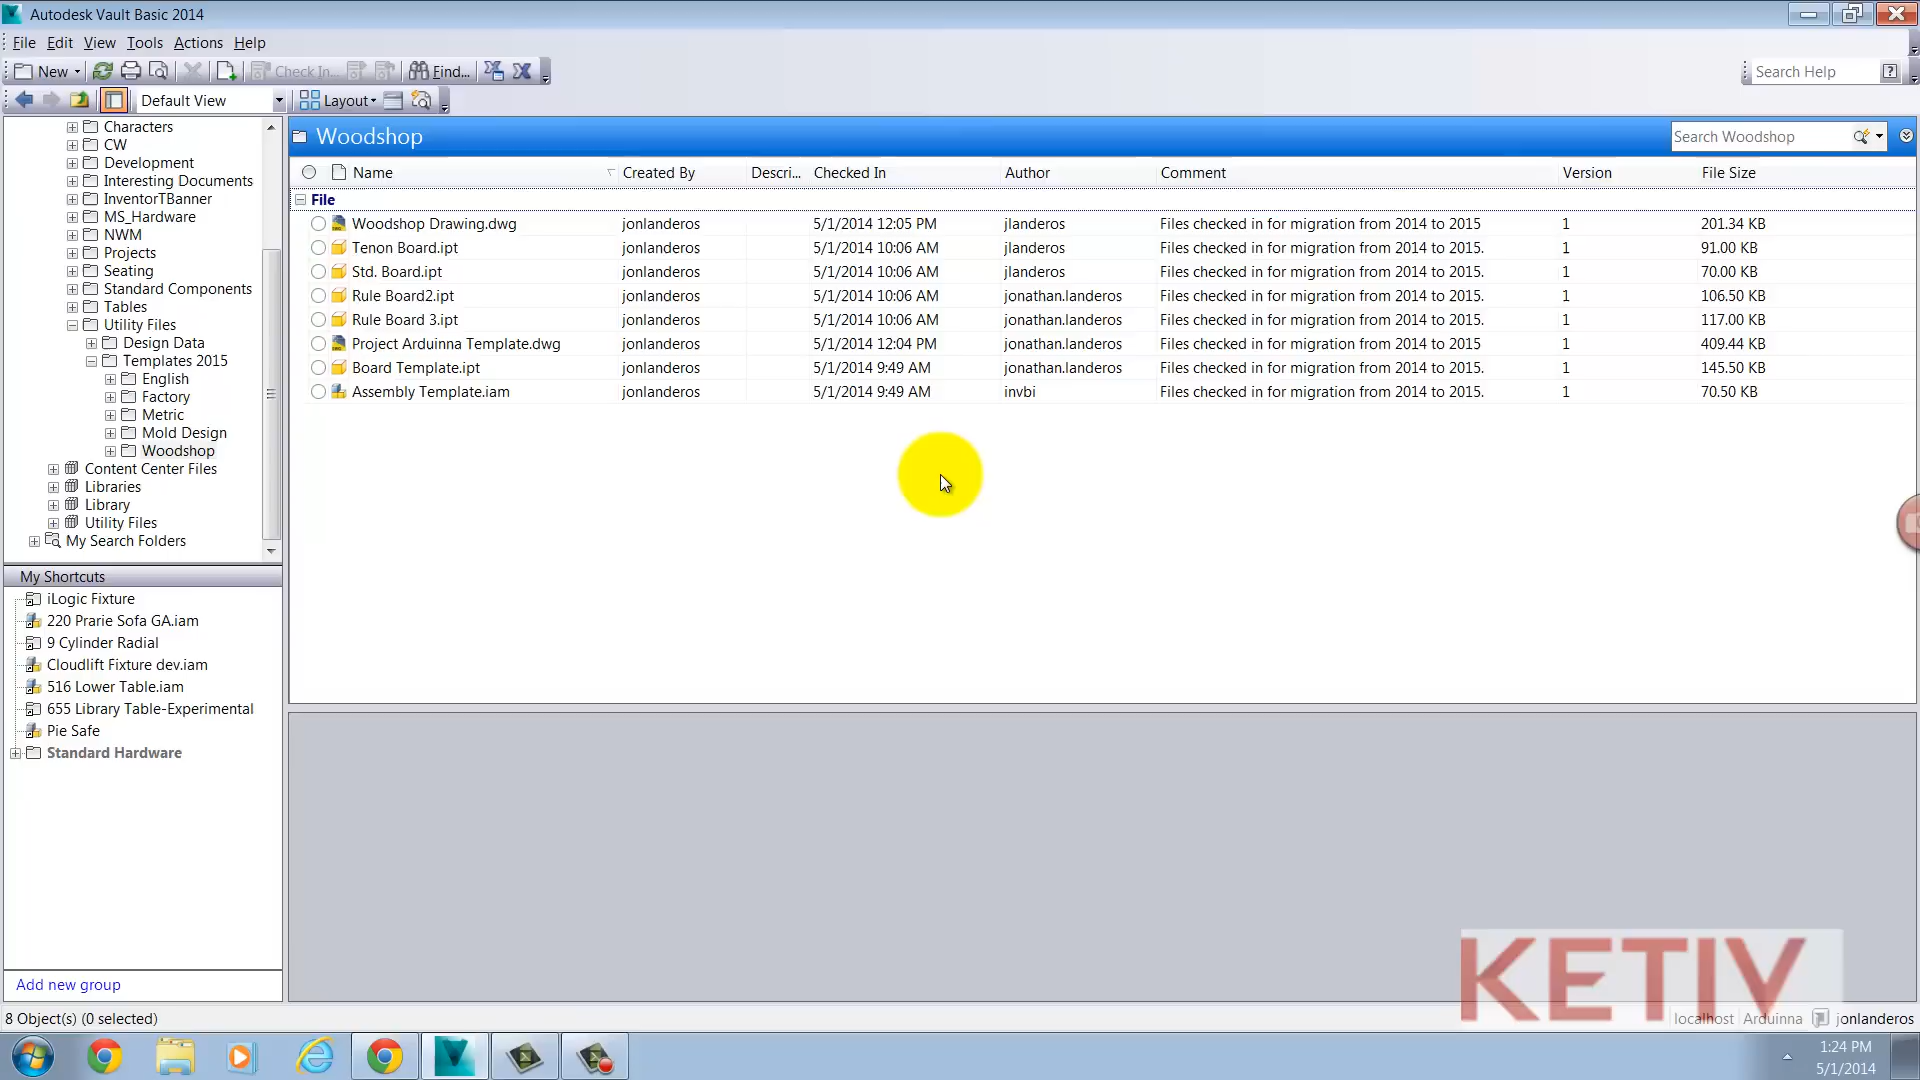 Autodesk Vault Basic 2014
File Edit View Tools Actions Help
New Check In... Find... Search Help
Default View Layout
Characters
CW
Development
Interesting Documents
InventorTBanner
MS_Hardware
NWM
Projects
Seating
Standard Components
Tables
Utility Files
Design Data
Templates 2015
English
Factory
Metric
Mold Design
Woodshop
Content Center Files
Libraries
Library
Utility Files
My Search Folders
My Shortcuts
iLogic Fixture
220 Prarie Sofa GA.iam
9 Cylinder Radial
Cloudlift Fixture dev.iam
516 Lower Table.iam
655 Library Table-Experimental
Pie Safe
Standard Hardware
Add new group
Woodshop Search Woodshop
Name Created By Descri... Checked In Author Comment Version File Size
File
Woodshop Drawing.dwg jonlanderos 5/1/2014 12:05 PM jlanderos Files checked in for migration from 2014 to 2015 1 201.34 KB
Tenon Board.ipt jonlanderos 5/1/2014 10:06 AM jlanderos Files checked in for migration from 2014 to 2015. 1 91.00 KB
Std. Board.ipt jonlanderos 5/1/2014 10:06 AM jlanderos Files checked in for migration from 2014 to 2015. 1 70.00 KB
Rule Board2.ipt jonlanderos 5/1/2014 10:06 AM jonathan.landeros Files checked in for migration from 2014 to 2015. 1 106.50 KB
Rule Board 3.ipt jonlanderos 5/1/2014 10:06 AM jonathan.landeros Files checked in for migration from 2014 to 2015. 1 117.00 KB
Project Arduinna Template.dwg jonlanderos 5/1/2014 12:04 PM jonathan.landeros Files checked in for migration from 2014 to 2015 1 409.44 KB
Board Template.ipt jonlanderos 5/1/2014 9:49 AM jonathan.landeros Files checked in for migration from 2014 to 2015. 1 145.50 KB
Assembly Template.iam jonlanderos 5/1/2014 9:49 AM invbi Files checked in for migration from 2014 to 2015. 1 70.50 KB
KETIV
8 Object(s) (0 selected) localhost Arduinna jonlanderos
1:24 PM
5/1/2014